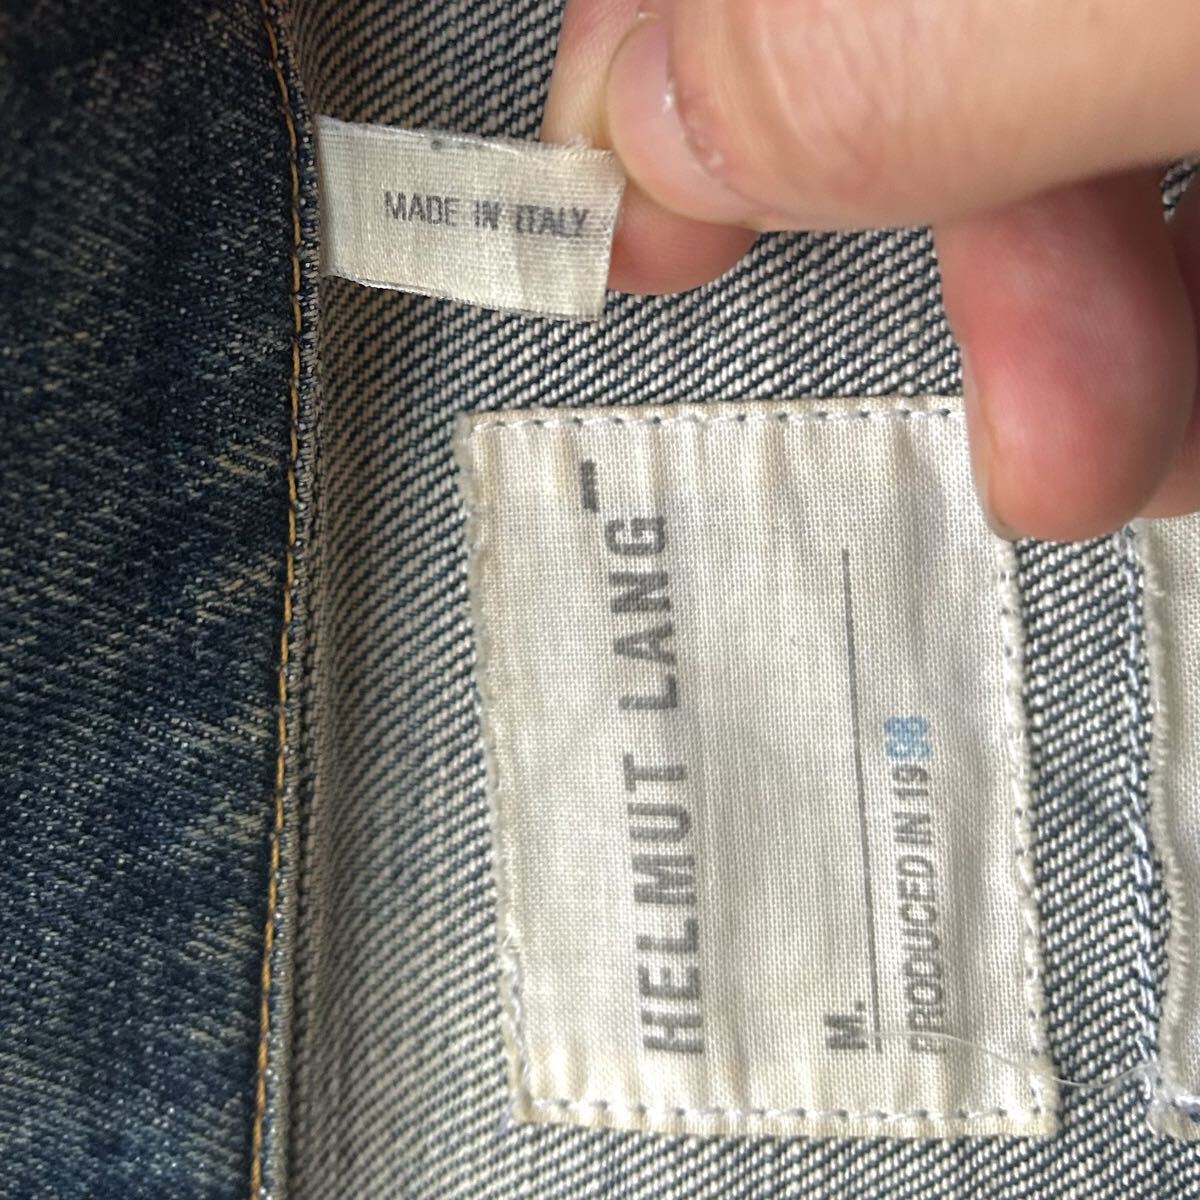 MADE IN ITALY
HELMUT LANG
M.
PRODUCED IN 1998